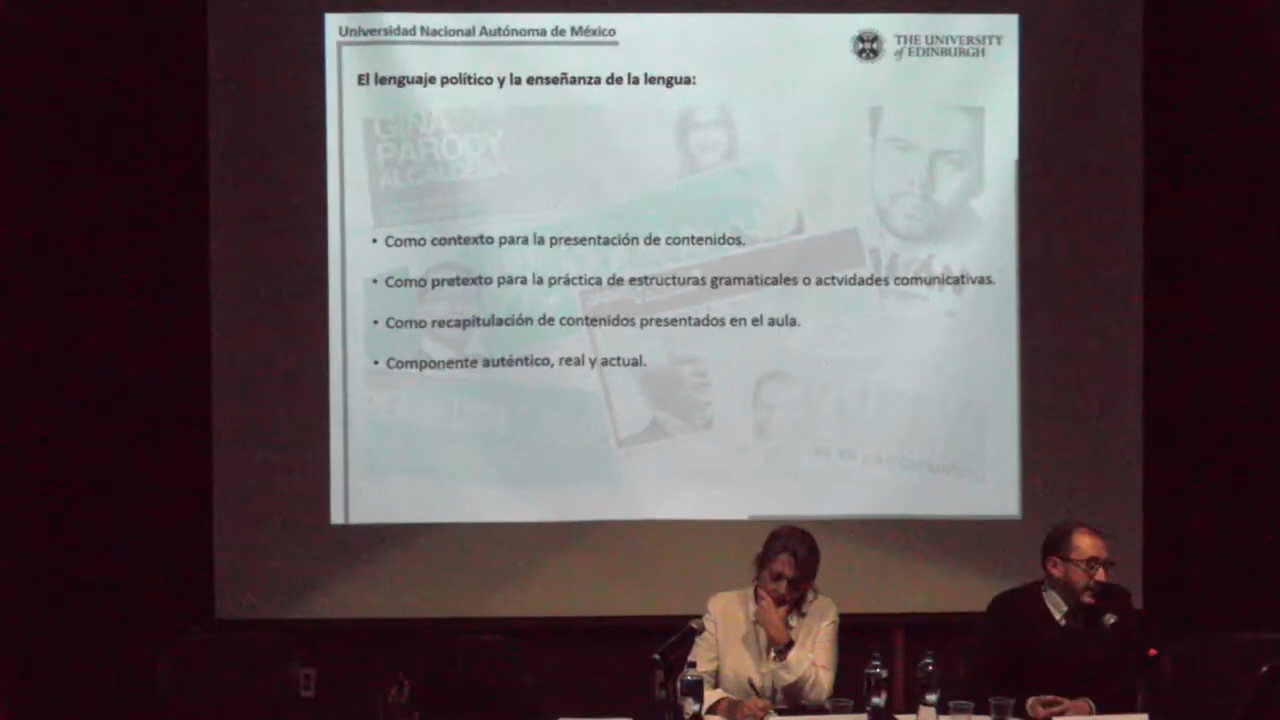 Universidad Nacional Autónoma de México
THE UNIVERSITY
of EDINBURGH
El lenguaje político y la enseñanza de la lengua:
GINA
PARODY
ALCALDESA
• Como contexto para la presentación de contenidos.
• Como pretexto para la práctica de estructuras gramaticales o actvidades comunicativas.
• Como recapitulación de contenidos presentados en el aula.
• Componente auténtico, real y actual.